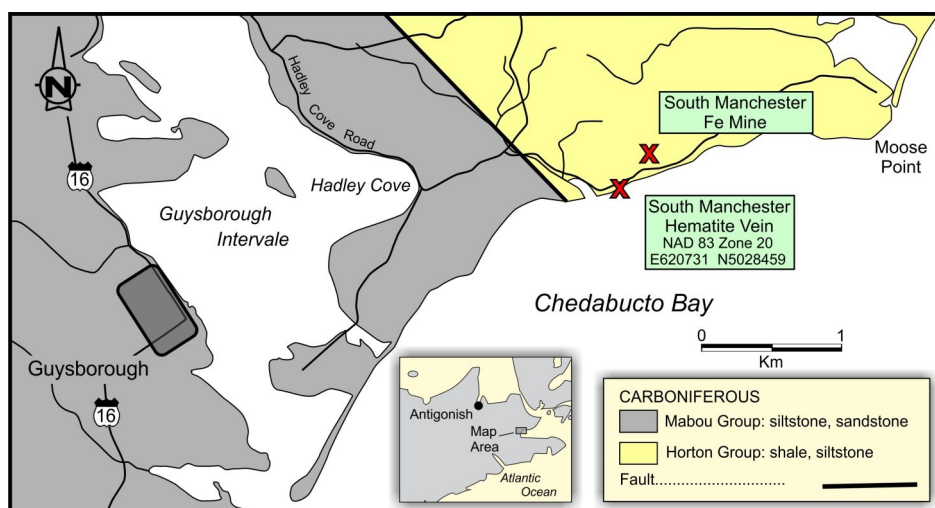 N
16
Hadley Cove Road
Hadley Cove
Guysborough
Intervale
South Manchester
Fe Mine
Moose
Point
X
X
South Manchester
Hematite Vein
NAD 83 Zone 20
E620731 N5028459
Chedabucto Bay
0 1
Km
Guysborough
16
Antigonish
Map
Area
Atlantic
Ocean
CARBONIFEROUS
Mabou Group: siltstone, sandstone
Horton Group: shale, siltstone
Fault..............................